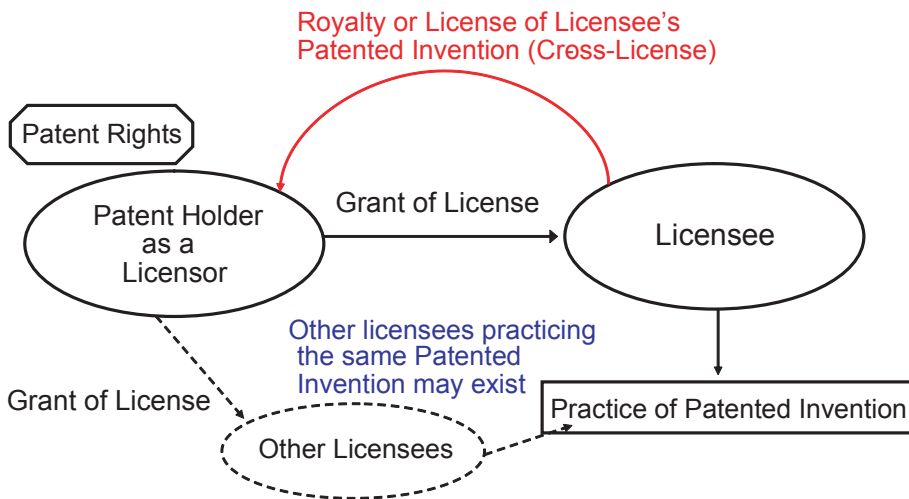 Royalty or License of Licensee's
Patented Invention (Cross-License)
Patent Rights
Patent Holder
as a
Licensor
Grant of License
Licensee
Other licensees practicing
the same Patented
Invention may exist
Grant of License
Other Licensees
Practice of Patented Invention